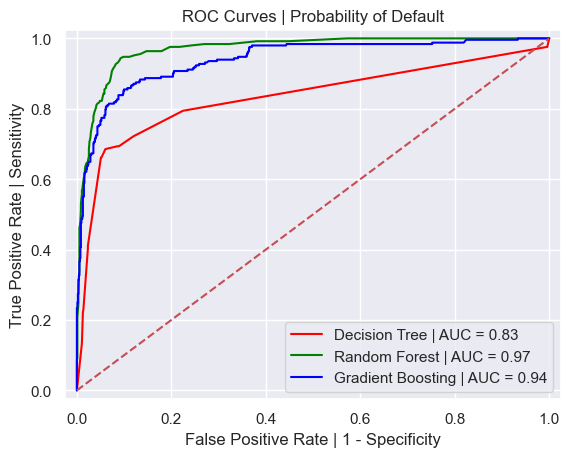 ROC Curves | Probability of Default
True Positive Rate | Sensitivity
1.0
0.8
0.6
0.4
0.2
0.0
Decision Tree | AUC = 0.83
Random Forest | AUC = 0.97
Gradient Boosting | AUC = 0.94
0.0 0.2 0.4 0.6 0.8 1.0
False Positive Rate | 1 - Specificity